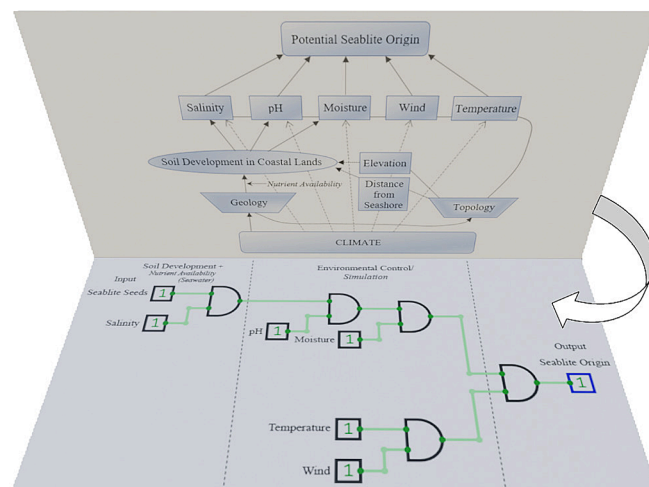 Potential Seablite Origin
Salinity
pH
Moisture
Wind
Temperature
Soil Development in Coastal Lands
Elevation
Nutrient Availability
Distance
from
Seashore
Geology
Topology
CLIMATE
Soil Development -
Nutrient Availability
(Seawater)
Environmental Control/
Simulation
Input
Seablite Seeds
1
Salinity
1
pH
1
Moisture
1
Output
Seablite Origin
1
Temperature
1
Wind
1